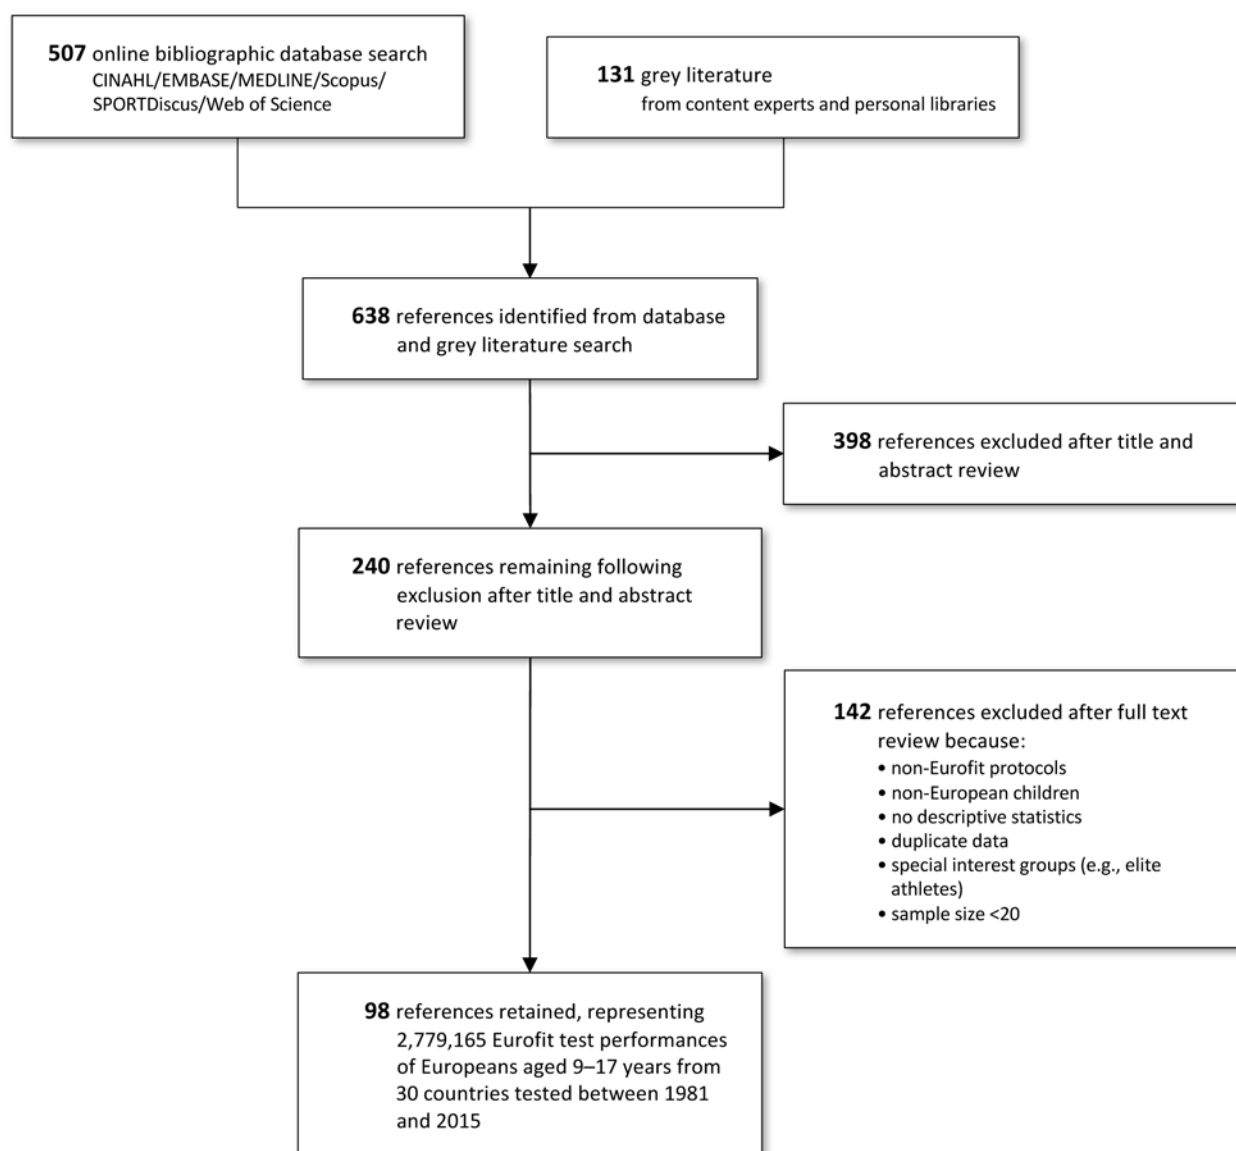 507 online bibliographic database search
CINAHL/EMBASE/MEDLINE/Scopus/
SPORTDiscus/Web of Science
131 grey literature
from content experts and personal libraries
638 references identified from database
and grey literature search
398 references excluded after title and
abstract review
240 references remaining following
exclusion after title and abstract
review
142 references excluded after full text
review because:
• non-Eurofit protocols
• non-European children
• no descriptive statistics
• duplicate data
• special interest groups (e.g., elite
athletes)
• sample size <20
98 references retained, representing
2,779,165 Eurofit test performances
of Europeans aged 9–17 years from
30 countries tested between 1981
and 2015